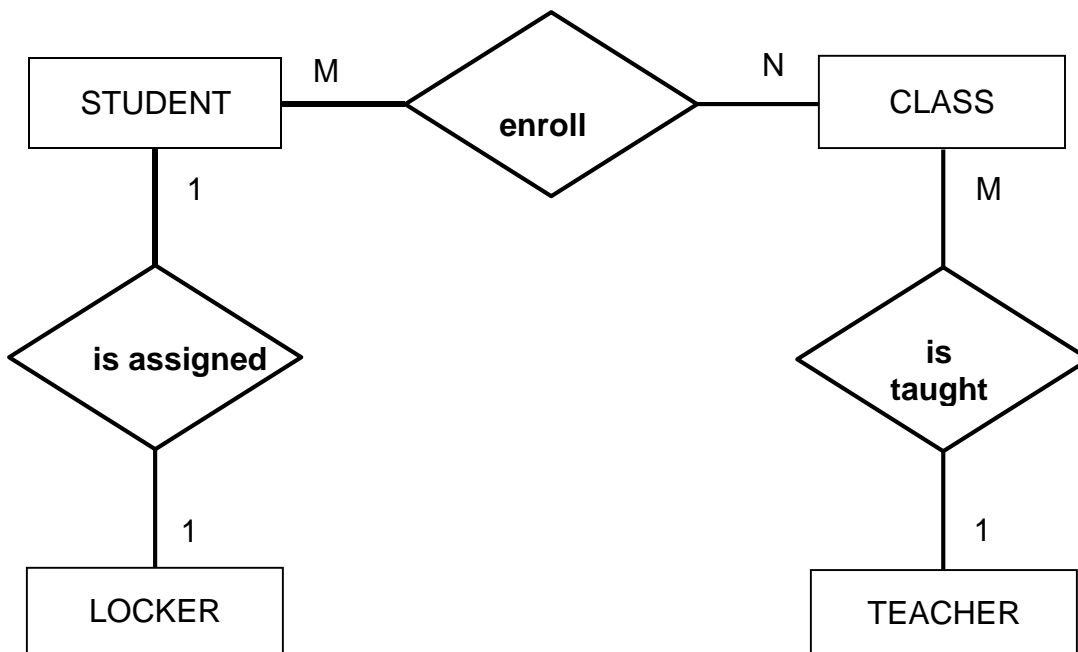 M
N
STUDENT
enroll
CLASS
1
M
is assigned
is
taught
1
1
LOCKER
TEACHER